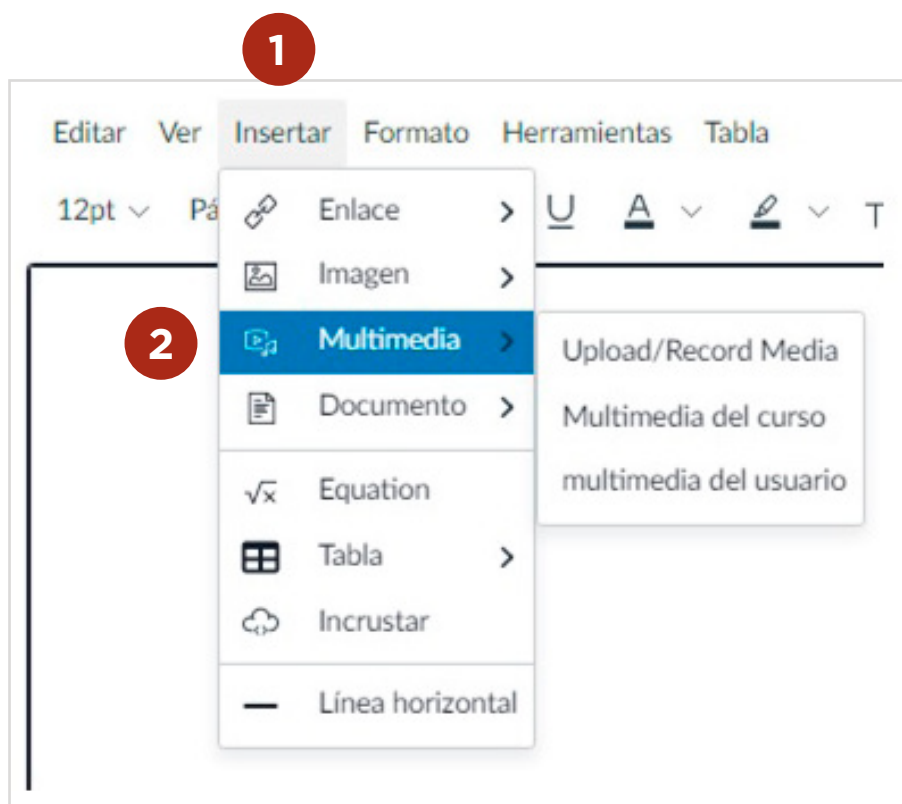 1
Editar Ver Insertar Formato Herramientas Tabla
12pt Pá U A T
Enlace
Imagen
2
Multimedia
Documento
Equation
Tabla
Incrustar
Línea horizontal
Upload/Record Media
Multimedia del curso
multimedia del usuario